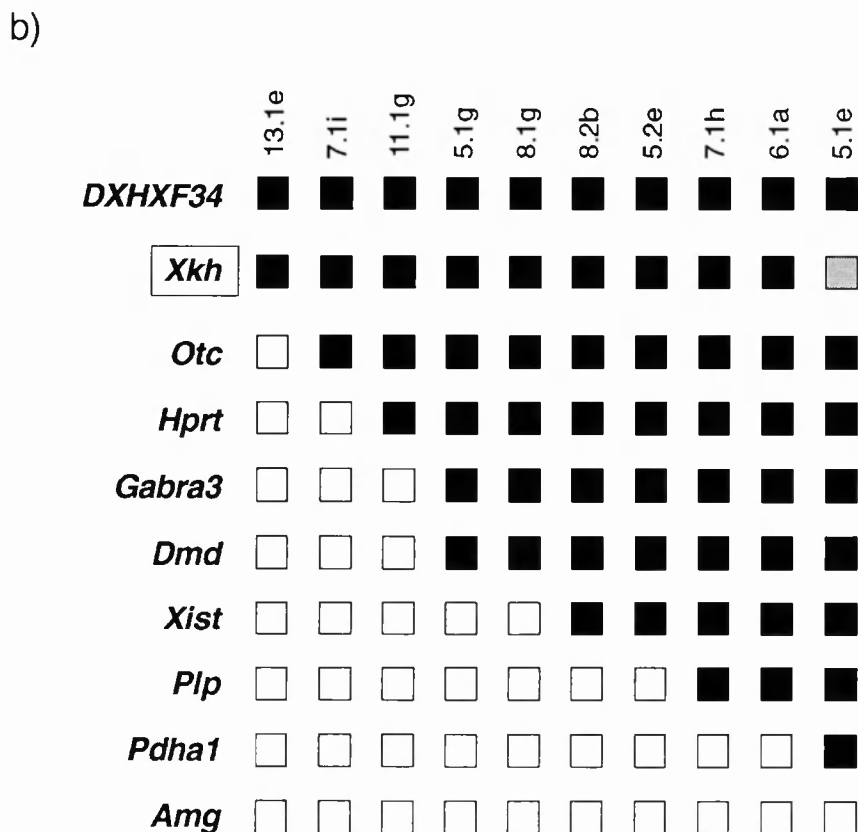 b)
13.1e 7.1i 11.1g 5.1g 8.1g 8.2b 5.2e 7.1h 6.1a 5.1e
DXHXF34
Xkh
Otc
Hprt
Gabra3
Dmd
Xist
Plp
Pdha1
Amg